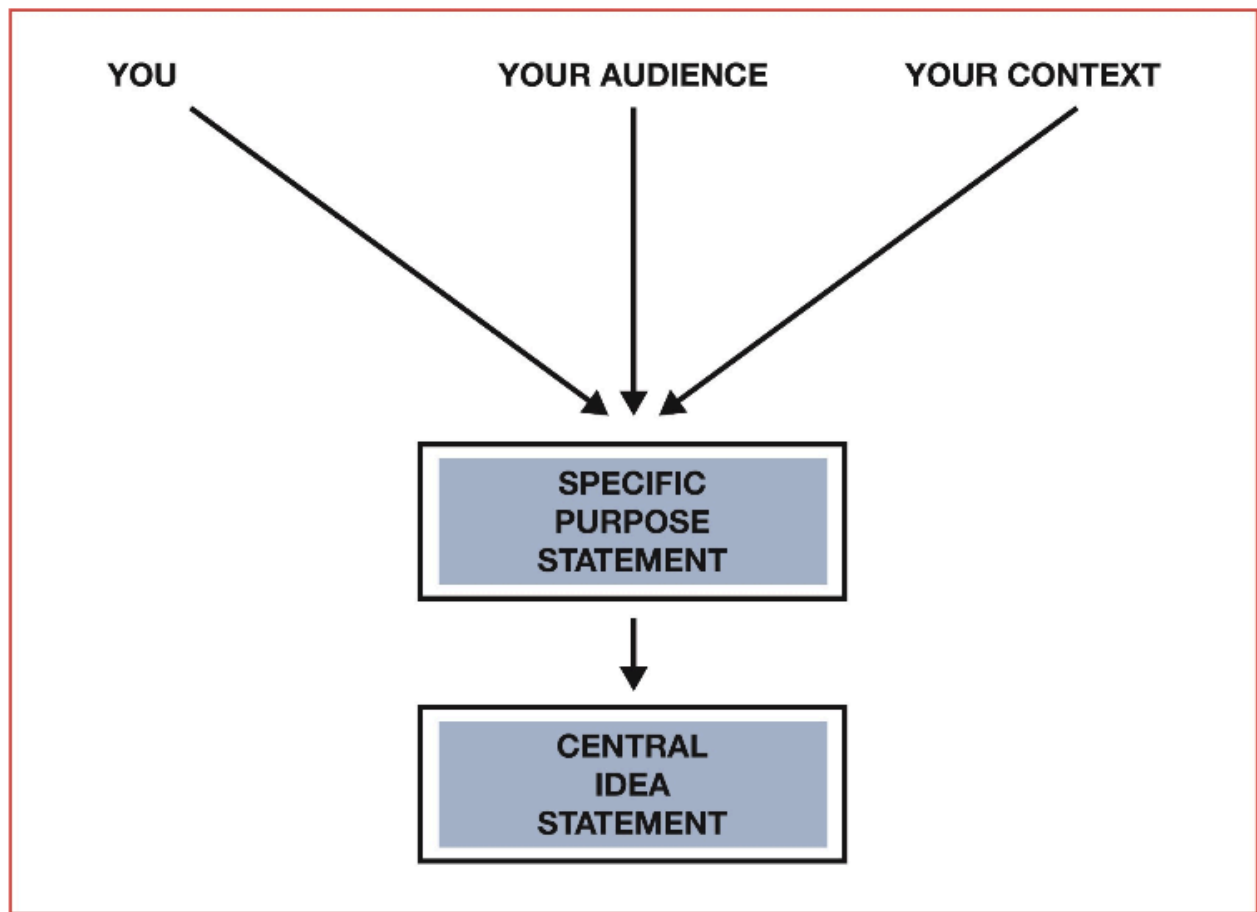 YOU
YOUR AUDIENCE
YOUR CONTEXT
SPECIFIC
PURPOSE
STATEMENT
CENTRAL
IDEA
STATEMENT